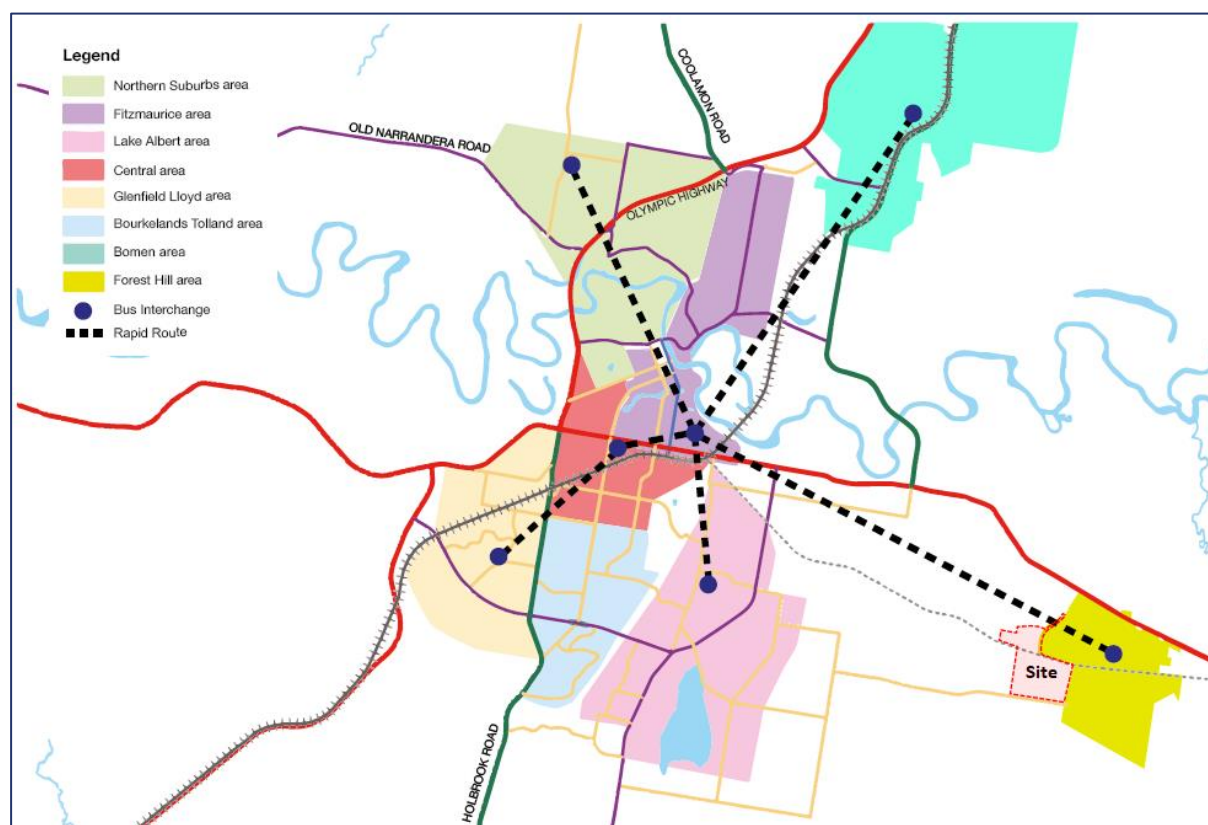 Legend
Northern Suburbs area
Fitzmaurice area
Lake Albert area
Central area
Glenfield Lloyd area
Bourkelands Tolland area
Bomen area
Forest Hill area
Bus Interchange
Rapid Route
COOLAMON ROAD
OLD NARRANDERA ROAD
OLYMPIC HIGHWAY
Site
HOLBROOK ROAD